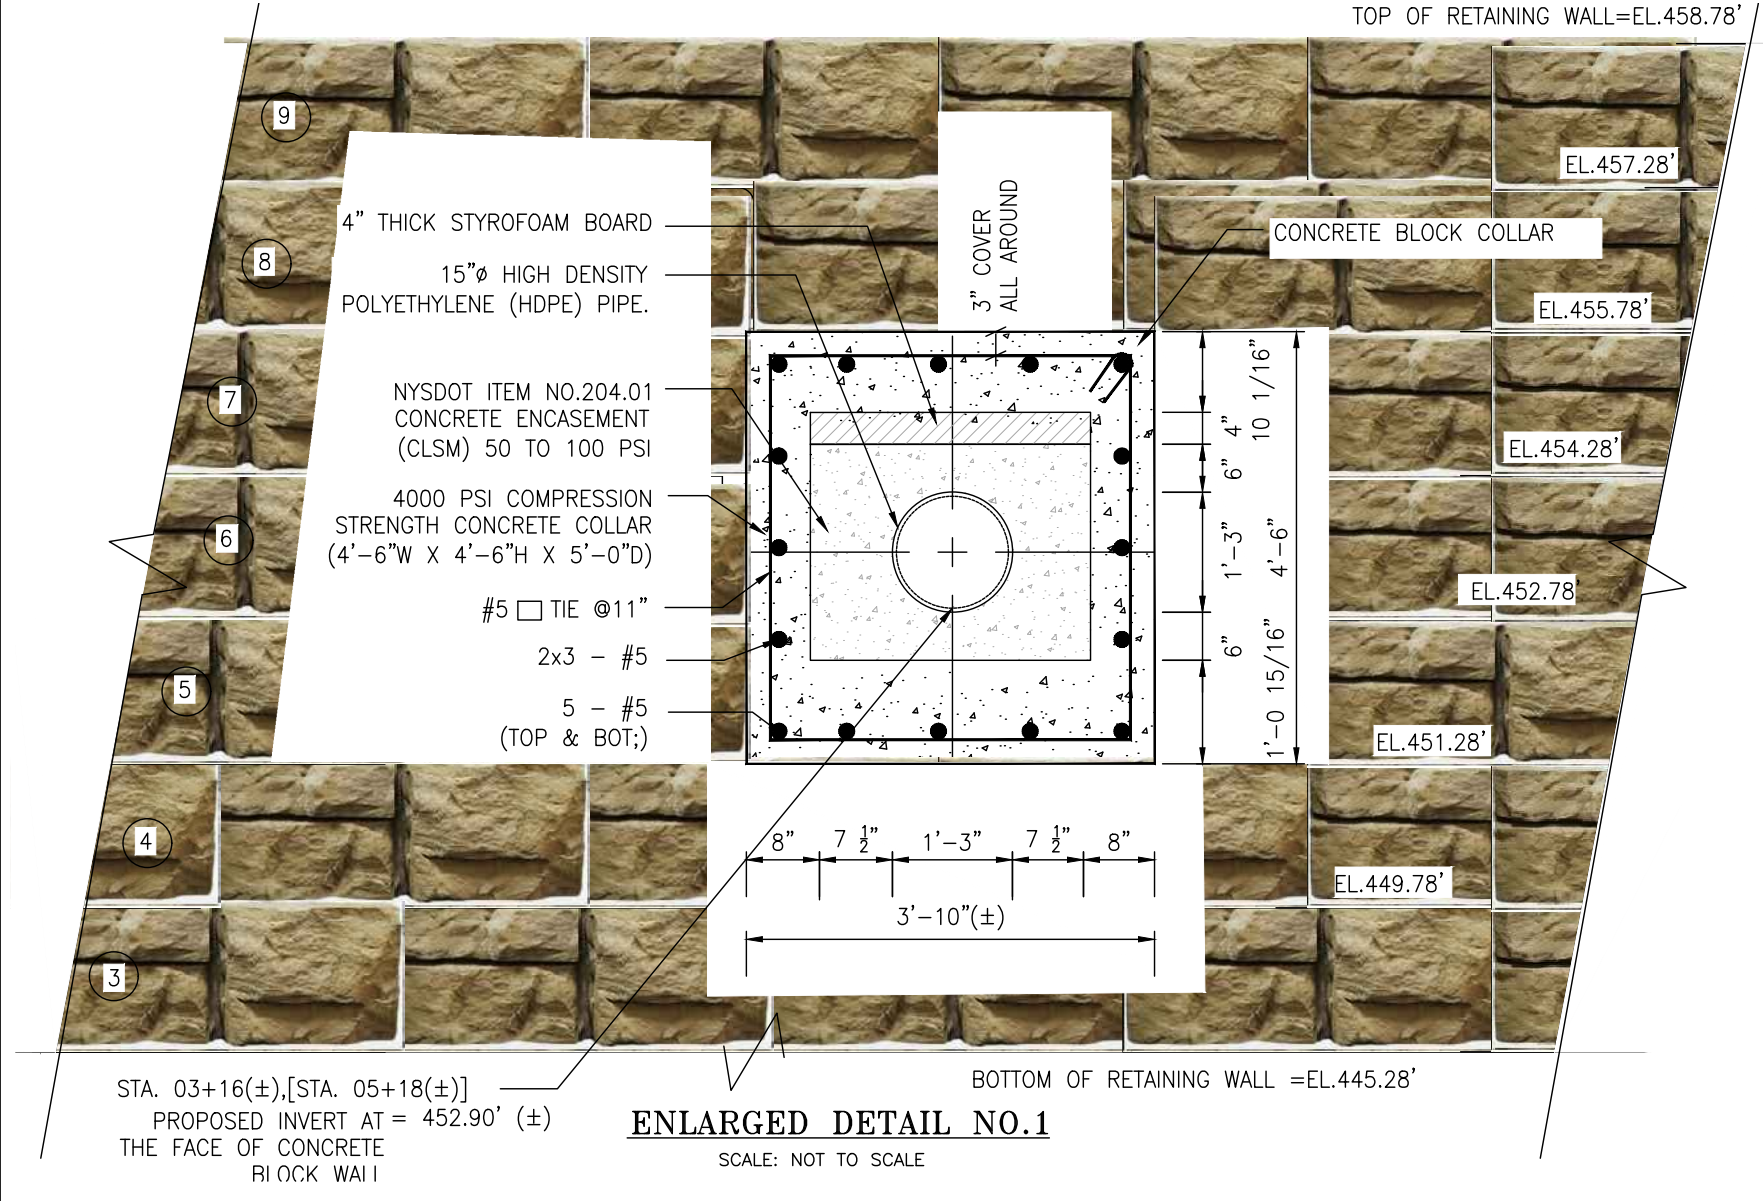 TOP OF RETAINING WALL=EL.458.78'
9
EL.457.28'
8
4" THICK STYROFOAM BOARD
15"ø HIGH DENSITY
POLYETHYLENE (HDPE) PIPE.
3" COVER
ALL AROUND
CONCRETE BLOCK COLLAR
EL.455.78'
7
NYSDOT ITEM NO.204.01
CONCRETE ENCASEMENT
(CLSM) 50 TO 100 PSI
10 1/16"
4"
6"
EL.454.28'
6
4000 PSI COMPRESSION
STRENGTH CONCRETE COLLAR
(4'-6"W X 4'-6"H X 5'-0"D)
1'-3"
4'-6"
EL.452.78'
#5 □ TIE @11"
5
2x3 - #5
6"
1'-0 15/16"
5 - #5
(TOP & BOT;)
EL.451.28'
4
8"
7 ½"
1'-3"
7 ½"
8"
EL.449.78'
3'-10"(±)
3
STA. 03+16(±),[STA. 05+18(±)]
PROPOSED INVERT AT = 452.90' (±)
THE FACE OF CONCRETE
BLOCK WALL
BOTTOM OF RETAINING WALL =EL.445.28'
ENLARGED DETAIL NO.1
SCALE: NOT TO SCALE